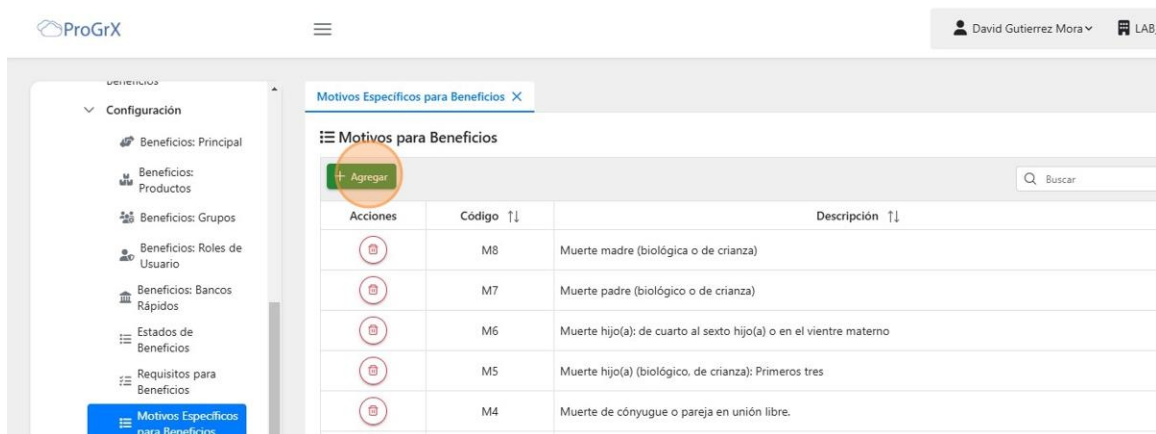 ProGrX
David Gutierrez Mora
LAB
Beneficios
Configuración
Beneficios: Principal
Beneficios:
Productos
Beneficios: Grupos
Beneficios: Roles de
Usuario
Beneficios: Bancos
Rápidos
Estados de
Beneficios
Requisitos para
Beneficios
Motivos Específicos
para Beneficios
Motivos Específicos para Beneficios
Motivos para Beneficios
+ Agregar
Buscar
Acciones Código Descripción
M8 Muerte madre (biológica o de crianza)
M7 Muerte padre (biológico o de crianza)
M6 Muerte hijo(a): de cuarto al sexto hijo(a) o en el vientre materno
M5 Muerte hijo(a) (biológico, de crianza): Primeros tres
M4 Muerte de cónyugue o pareja en unión libre.